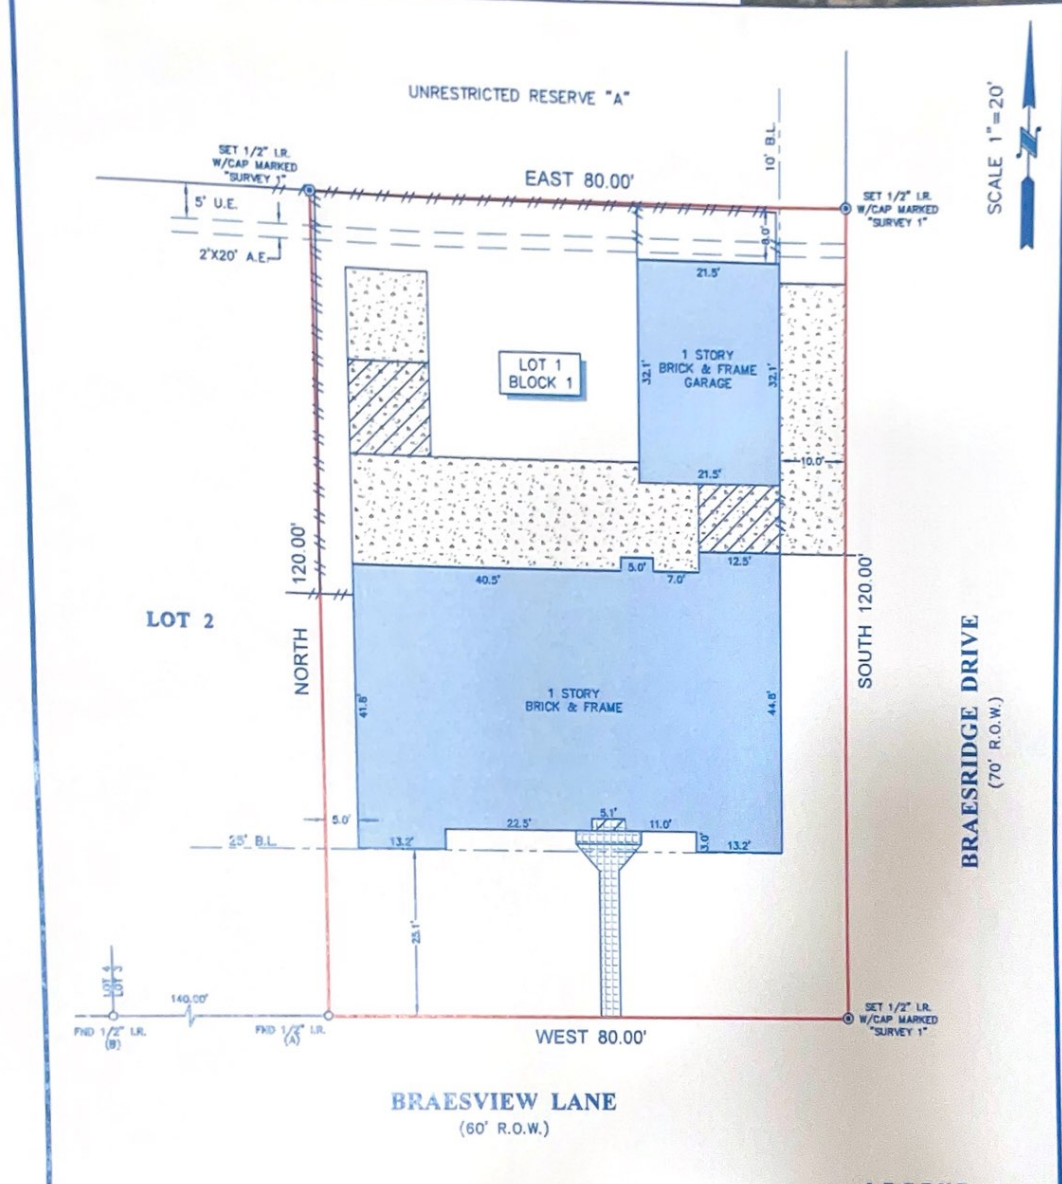 UNRESTRICTED RESERVE "A"
10' B.L.
SCALE 1"=20'
N
SET 1/2" I.R.
W/CAP MARKED
"SURVEY 1"
EAST 80.00'
SET 1/2" I.R.
W/CAP MARKED
"SURVEY 1"
5' U.E.
2'X20' A.E.
8.0'
21.5'
1 STORY
BRICK & FRAME
GARAGE
32.1'
32.1'
LOT 1
BLOCK 1
21.5'
10.0'
NORTH 120.00'
SOUTH 120.00'
40.5'
5.0'
7.0'
12.5'
LOT 2
1 STORY
BRICK & FRAME
41.8'
44.8'
BRAESRIDGE DRIVE
(70' R.O.W.)
5.0'
22.5'
5.1'
11.0'
3.0'
25' B.L.
13.2'
13.2'
25.1'
LOT 4
LOT 3
140.00'
FND 1/2" I.R.
(B)
FND 1/2" I.R.
(A)
WEST 80.00'
SET 1/2" I.R.
W/CAP MARKED
"SURVEY 1"
BRAESVIEW LANE
(60' R.O.W.)